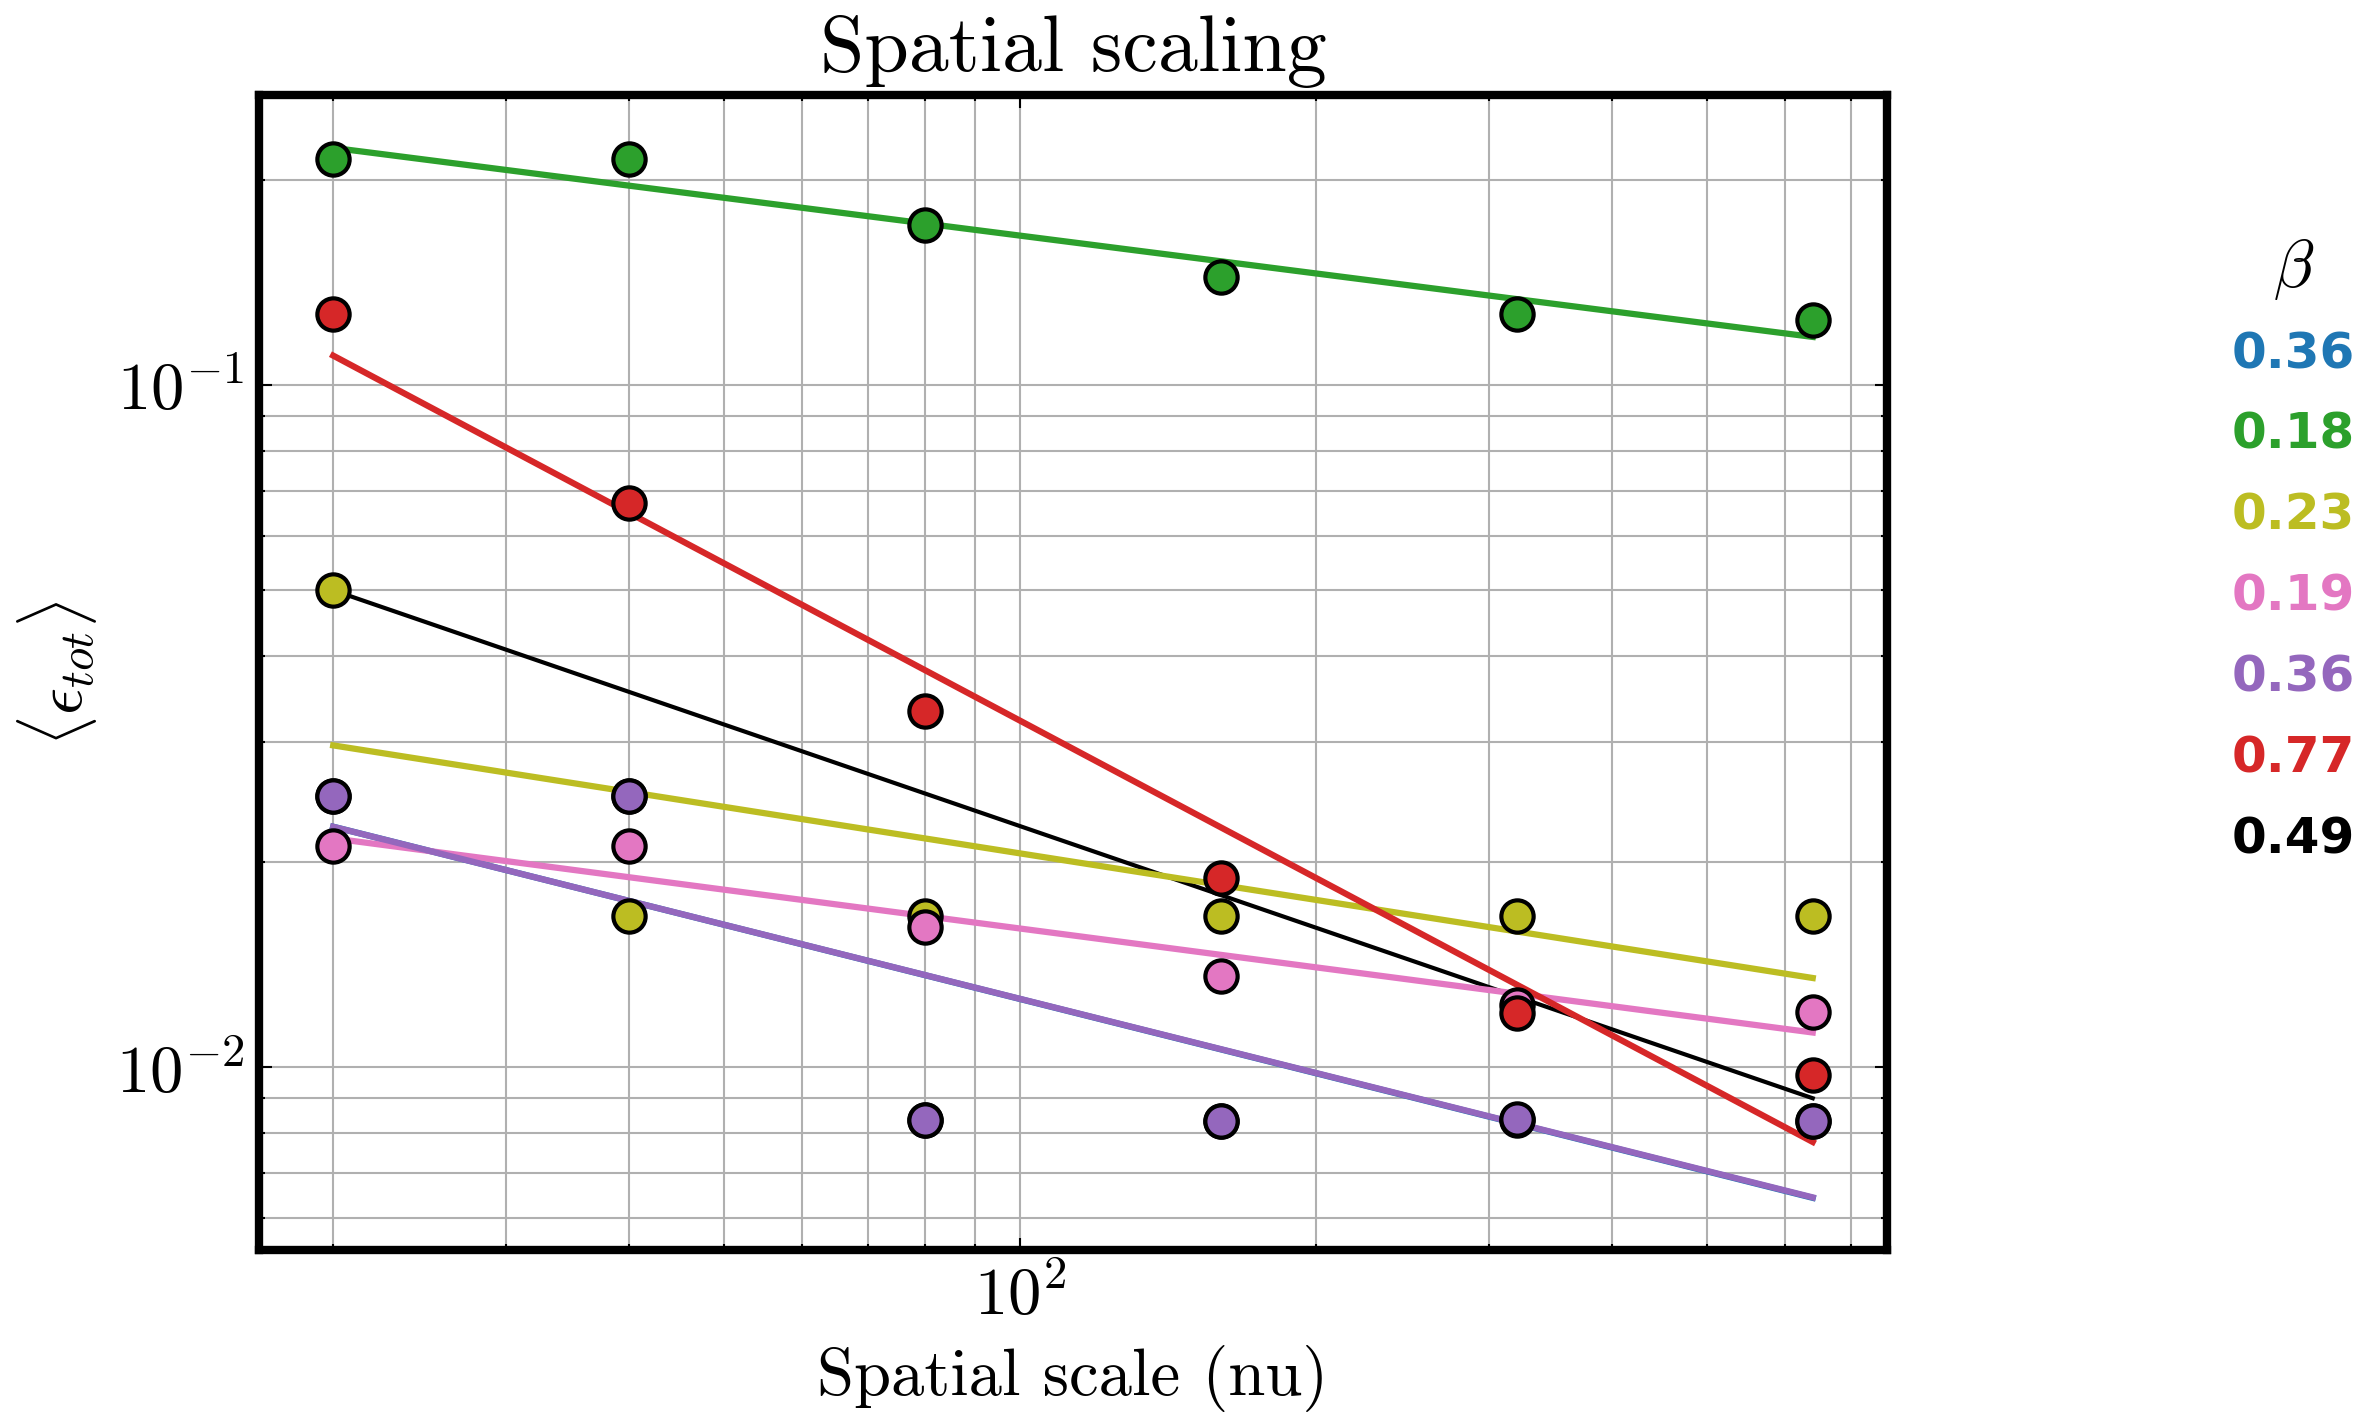 Spatial scaling
⟨ϵ_{tot}⟩
10^{−1}
10^{−2}
10^{2}
Spatial scale (nu)
β
0.36
0.18
0.23
0.19
0.36
0.77
0.49